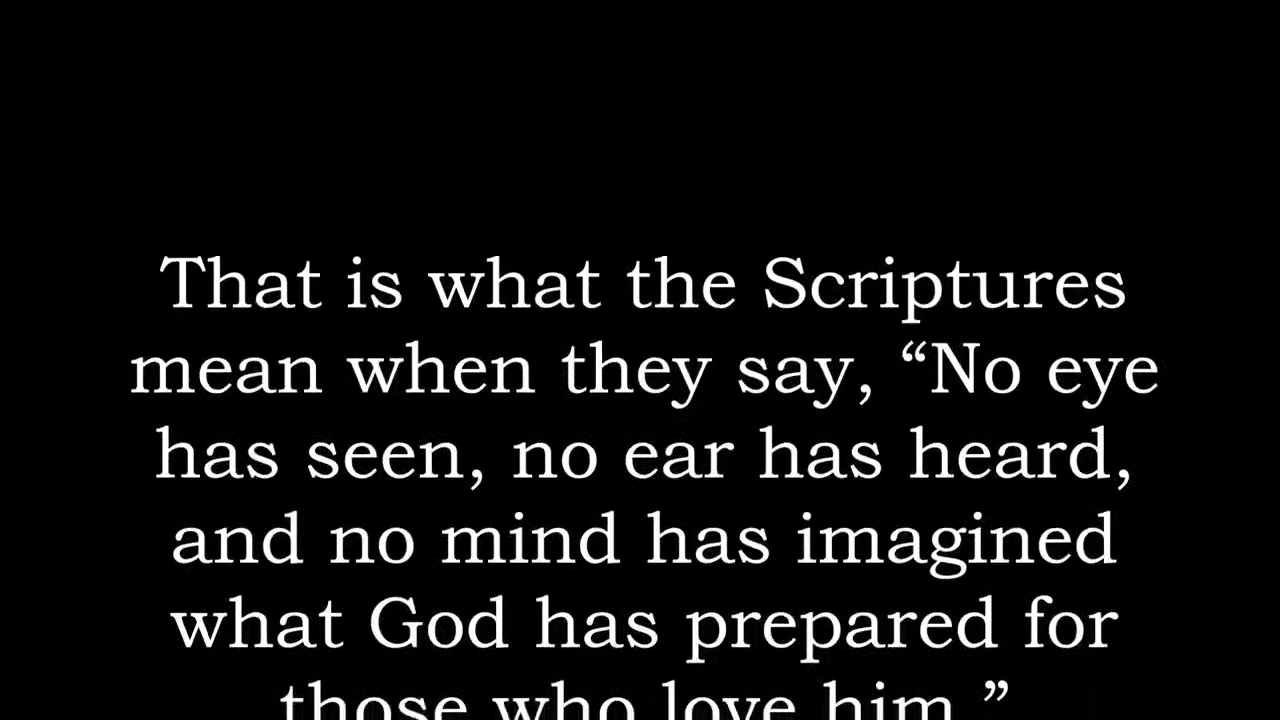 That is what the Scriptures
mean when they say, “No eye
has seen, no ear has heard,
and no mind has imagined
what God has prepared for
those who love him.”